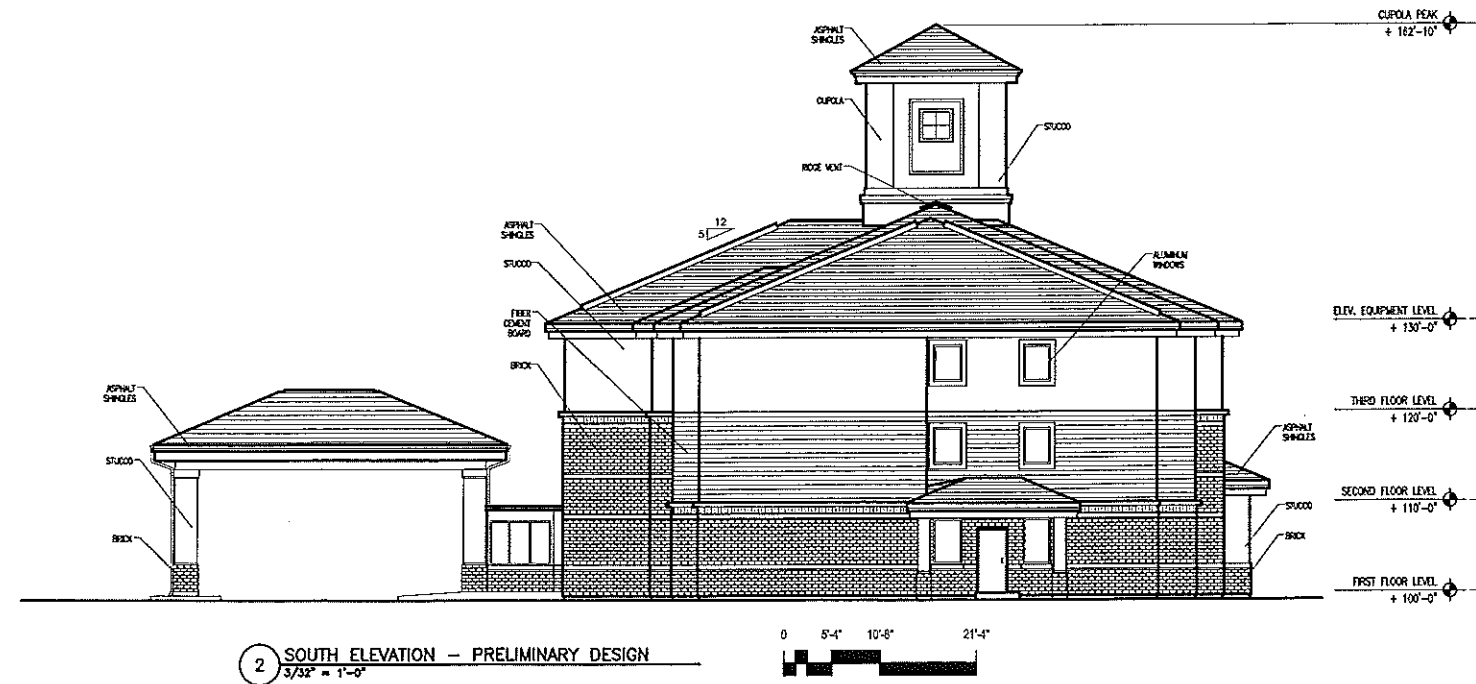 CUPOLA PEAK
+ 162'-10"
ASPHALT
SHINGLES
CUPOLA
STUCCO
RIDGE VENT
12
5
ASPHALT
SHINGLES
STUCCO
ALUMINUM
WINDOWS
FIBER
CEMENT
BOARD
ELEV. EQUIPMENT LEVEL
+ 130'-0"
BRICK
ASPHALT
SHINGLES
THIRD FLOOR LEVEL
+ 120'-0"
ASPHALT
SHINGLES
STUCCO
SECOND FLOOR LEVEL
+ 110'-0"
STUCCO
BRICK
BRICK
FIRST FLOOR LEVEL
+ 100'-0"
2
SOUTH ELEVATION - PRELIMINARY DESIGN
3/32" = 1'-0"
0 5'-4" 10'-8" 21'-4"